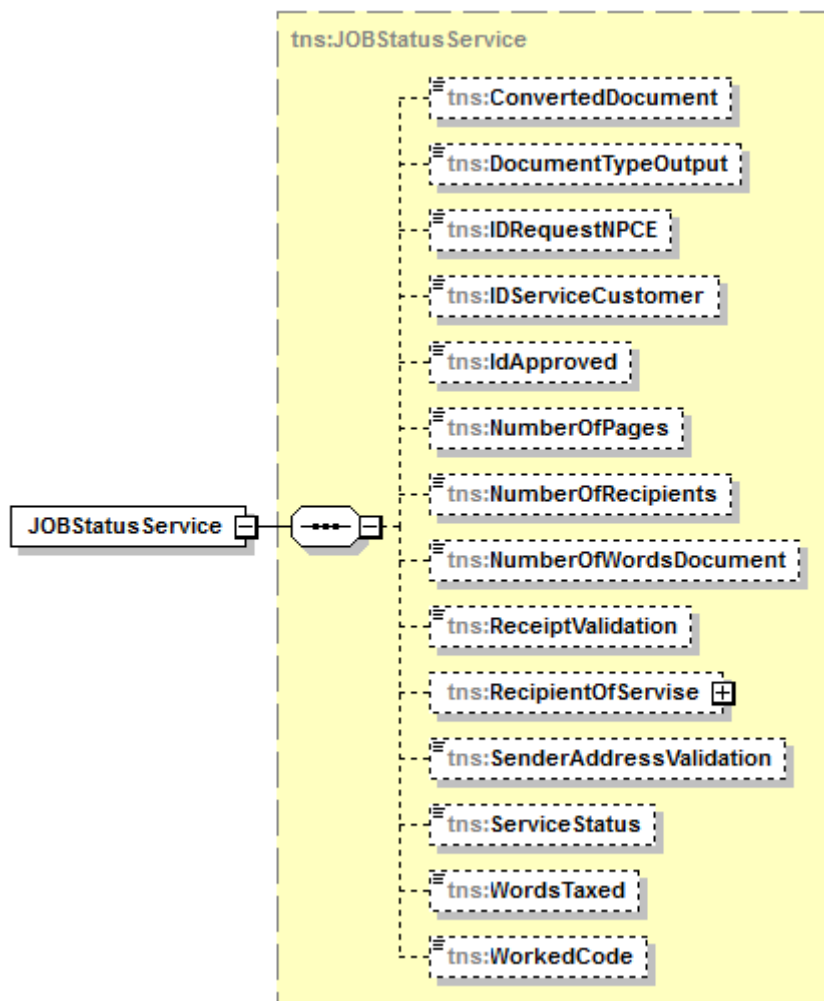 tns:JOBStatusService
tns:ConvertedDocument
tns:DocumentTypeOutput
tns:IDRequestNPCE
tns:IDServiceCustomer
tns:IdApproved
tns:NumberOfPages
tns:NumberOfRecipients
JOBStatusService
tns:NumberOfWordsDocument
tns:ReceiptValidation
tns:RecipientOfServise
tns:SenderAddressValidation
tns:ServiceStatus
tns:WordsTaxed
tns:WorkedCode